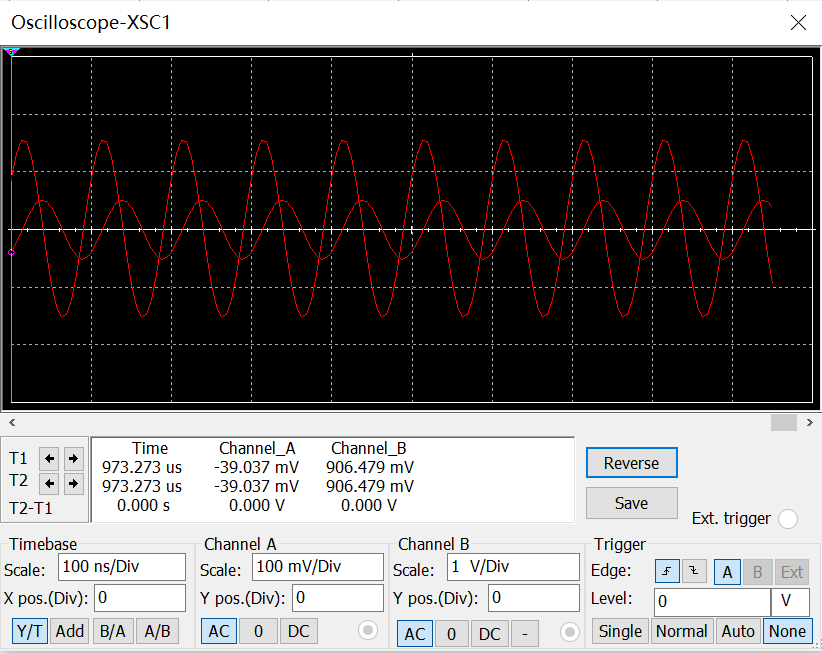 Oscilloscope-XSC1
Time Channel_A Channel_B
T1 973.273 us -39.037 mV 906.479 mV
T2 973.273 us -39.037 mV 906.479 mV
T2-T1 0.000 s 0.000 V 0.000 V
Reverse
Save
Ext. trigger
Timebase
Scale: 100 ns/Div
X pos.(Div): 0
Y/T Add B/A A/B
Channel A
Scale: 100 mV/Div
Y pos.(Div): 0
AC 0 DC
Channel B
Scale: 1 V/Div
Y pos.(Div): 0
AC 0 DC -
Trigger
Edge: A B Ext
Level: 0 V
Single Normal Auto None